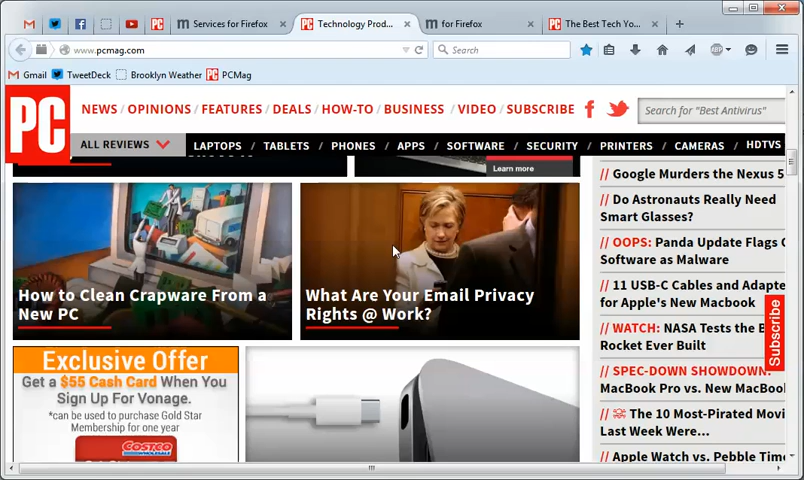 Services for Firefox
Technology Prod...
for Firefox
The Best Tech Yo...
www.pcmag.com
Search
ABP
Gmail
TweetDeck
Brooklyn Weather
PCMag
PC
NEWS / OPINIONS / FEATURES / DEALS / HOW-TO / BUSINESS / VIDEO / SUBSCRIBE
Search for "Best Antivirus"
ALL REVIEWS
LAPTOPS / TABLETS / PHONES / APPS / SOFTWARE / SECURITY / PRINTERS / CAMERAS / HDTVS
Learn more
How to Clean Crapware From a
New PC
What Are Your Email Privacy
Rights @ Work?
Exclusive Offer
Get a $55 Cash Card When You
Sign Up For Vonage.
*can be used to purchase Gold Star
Membership for one year
COSTCO
WHOLESALE
// Google Murders the Nexus 5
// Do Astronauts Really Need
Smart Glasses?
// OOPS: Panda Update Flags O
Software as Malware
// 11 USB-C Cables and Adapte
for Apple's New Macbook
// WATCH: NASA Tests the B
Rocket Ever Built
// SPEC-DOWN SHOWDOWN:
MacBook Pro vs. New MacBoo
// The 10 Most-Pirated Movi
Last Week Were...
// Apple Watch vs. Pebble Time
Subscribe